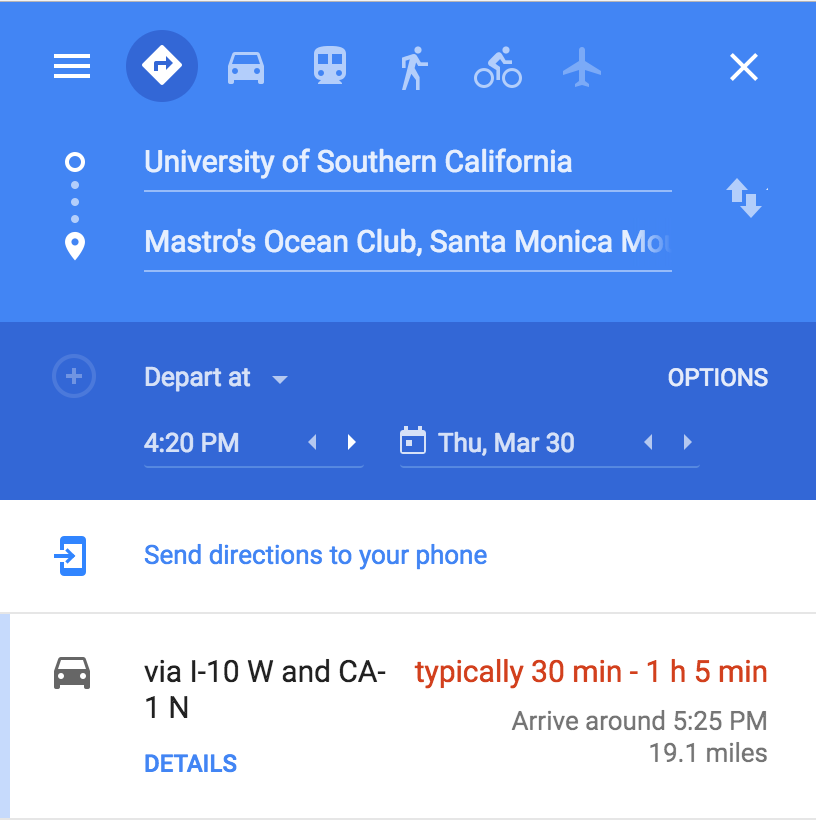 University of Southern California
Mastro's Ocean Club, Santa Monica
Depart at
OPTIONS
4:20 PM
Thu, Mar 30
Send directions to your phone
via I-10 W and CA-
1 N
typically 30 min - 1 h 5 min
Arrive around 5:25 PM
19.1 miles
DETAILS